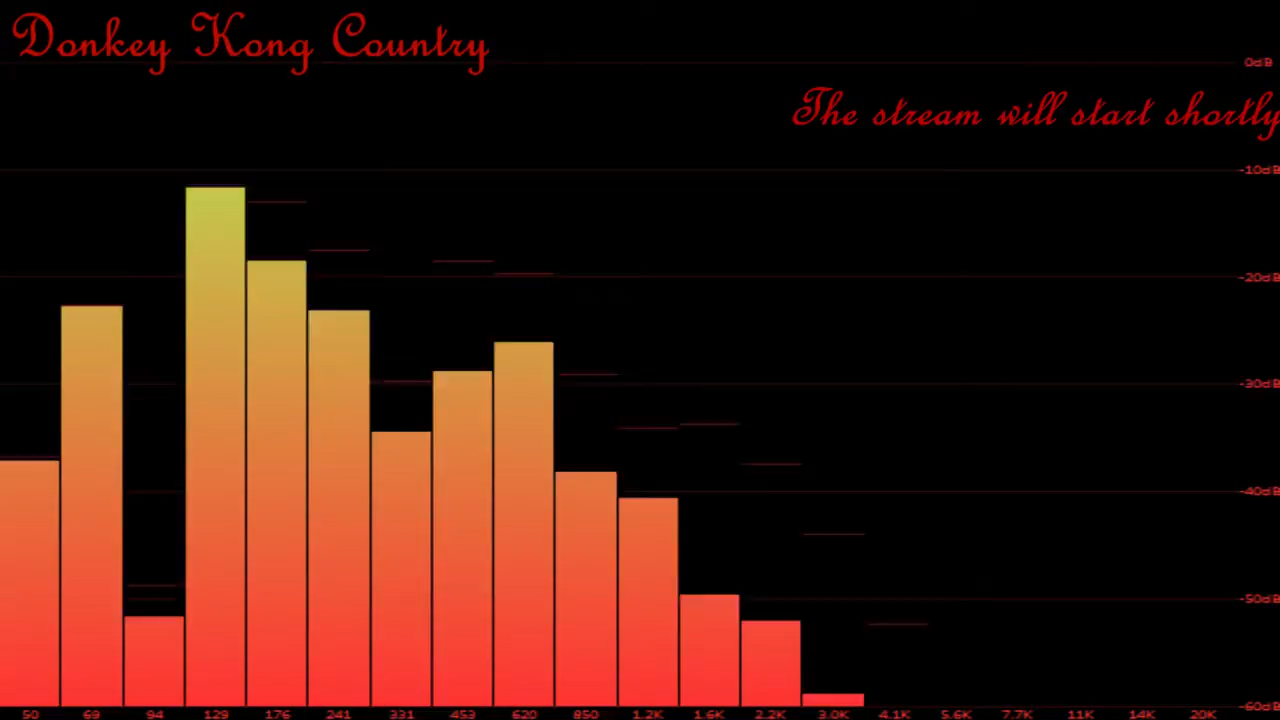 Donkey Kong Country
0dB
The stream will start shortly
-10dB
-20dB
-30dB
-40dB
-50dB
-60dB
50 69 94 129 176 241 331 453 620 850 1.2K 1.6K 2.2K 3.0K 4.1K 5.6K 7.7K 11K 14K 20K